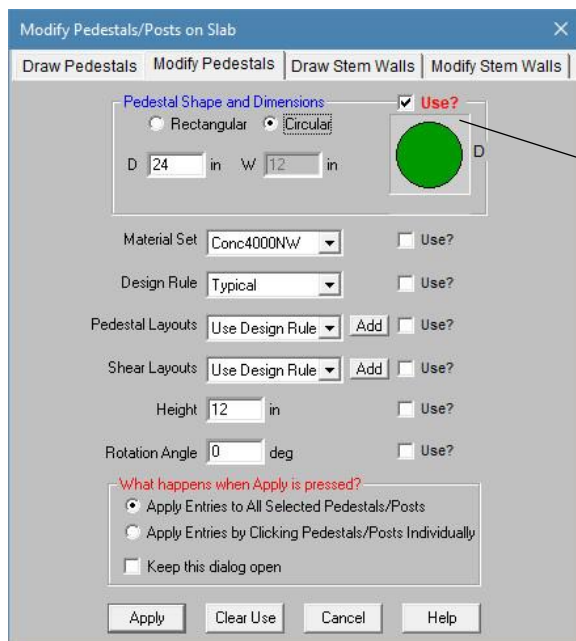 Modify Pedestals/Posts on Slab
Draw Pedestals Modify Pedestals Draw Stem Walls Modify Stem Walls
Pedestal Shape and Dimensions Use?
Rectangular Circular
D 24 in W 12 in D
Material Set Conc4000NW Use?
Design Rule Typical Use?
Pedestal Layouts Use Design Rule Add Use?
Shear Layouts Use Design Rule Add Use?
Height 12 in Use?
Rotation Angle 0 deg Use?
What happens when Apply is pressed?
Apply Entries to All Selected Pedestals/Posts
Apply Entries by Clicking Pedestals/Posts Individually
Keep this dialog open
Apply Clear Use Cancel Help